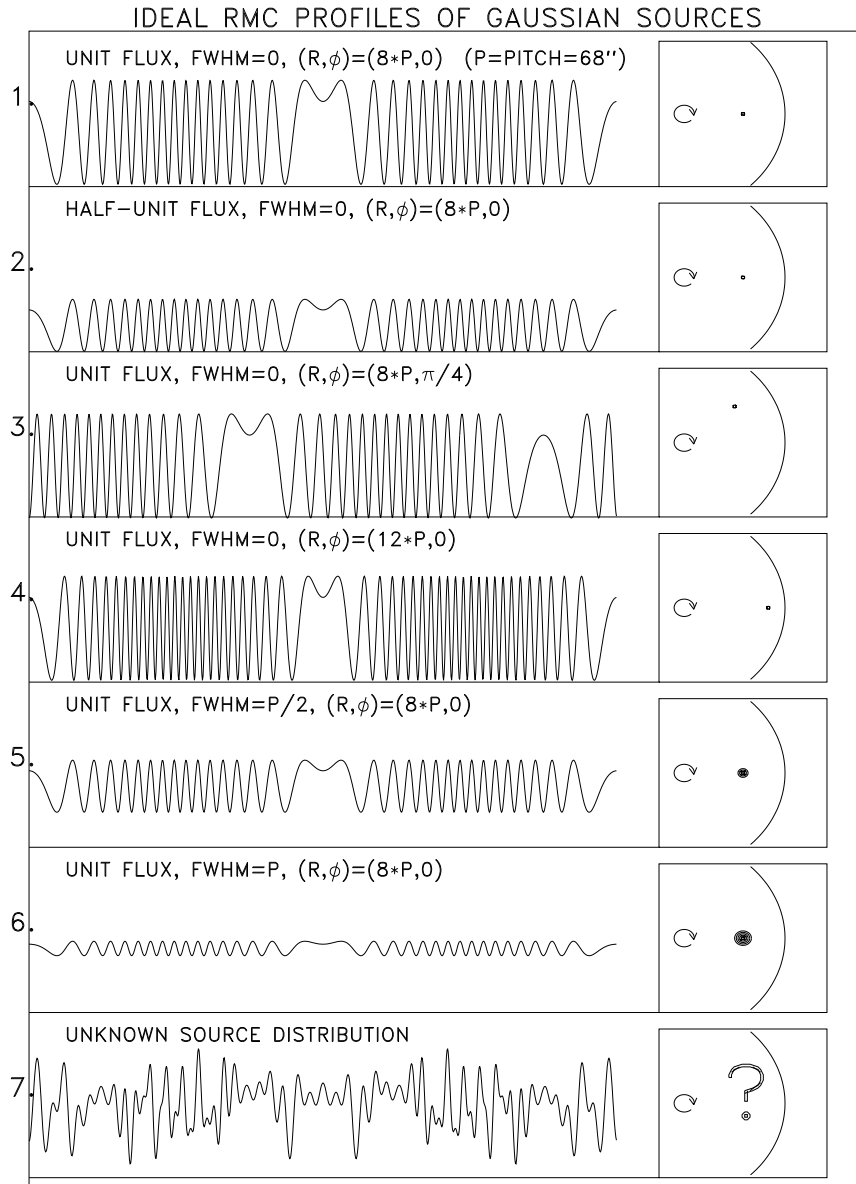 IDEAL RMC PROFILES OF GAUSSIAN SOURCES
UNIT FLUX, FWHM=0, (R,ϕ)=(8*P,0) (P=PITCH=68'')
1
HALF-UNIT FLUX, FWHM=0, (R,ϕ)=(8*P,0)
2
UNIT FLUX, FWHM=0, (R,ϕ)=(8*P,π/4)
3
UNIT FLUX, FWHM=0, (R,ϕ)=(12*P,0)
4
UNIT FLUX, FWHM=P/2, (R,ϕ)=(8*P,0)
5
UNIT FLUX, FWHM=P, (R,ϕ)=(8*P,0)
6
UNKNOWN SOURCE DISTRIBUTION
7
?